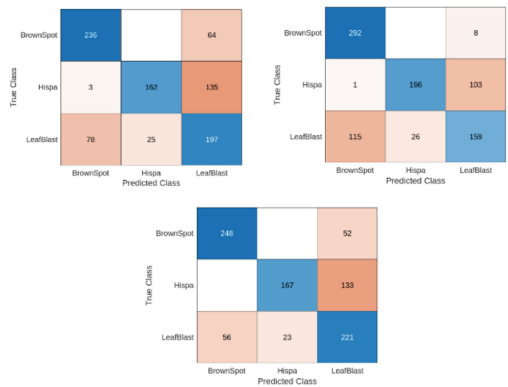 BrownSpot 236 64
Hispa 3 162 135
LeafBlast 78 25 197
BrownSpot Hispa LeafBlast
Predicted Class
True Class
BrownSpot 292 8
Hispa 1 196 103
LeafBlast 115 26 159
BrownSpot Hispa LeafBlast
Predicted Class
True Class
BrownSpot 248 52
Hispa 167 133
LeafBlast 56 23 221
BrownSpot Hispa LeafBlast
Predicted Class
True Class